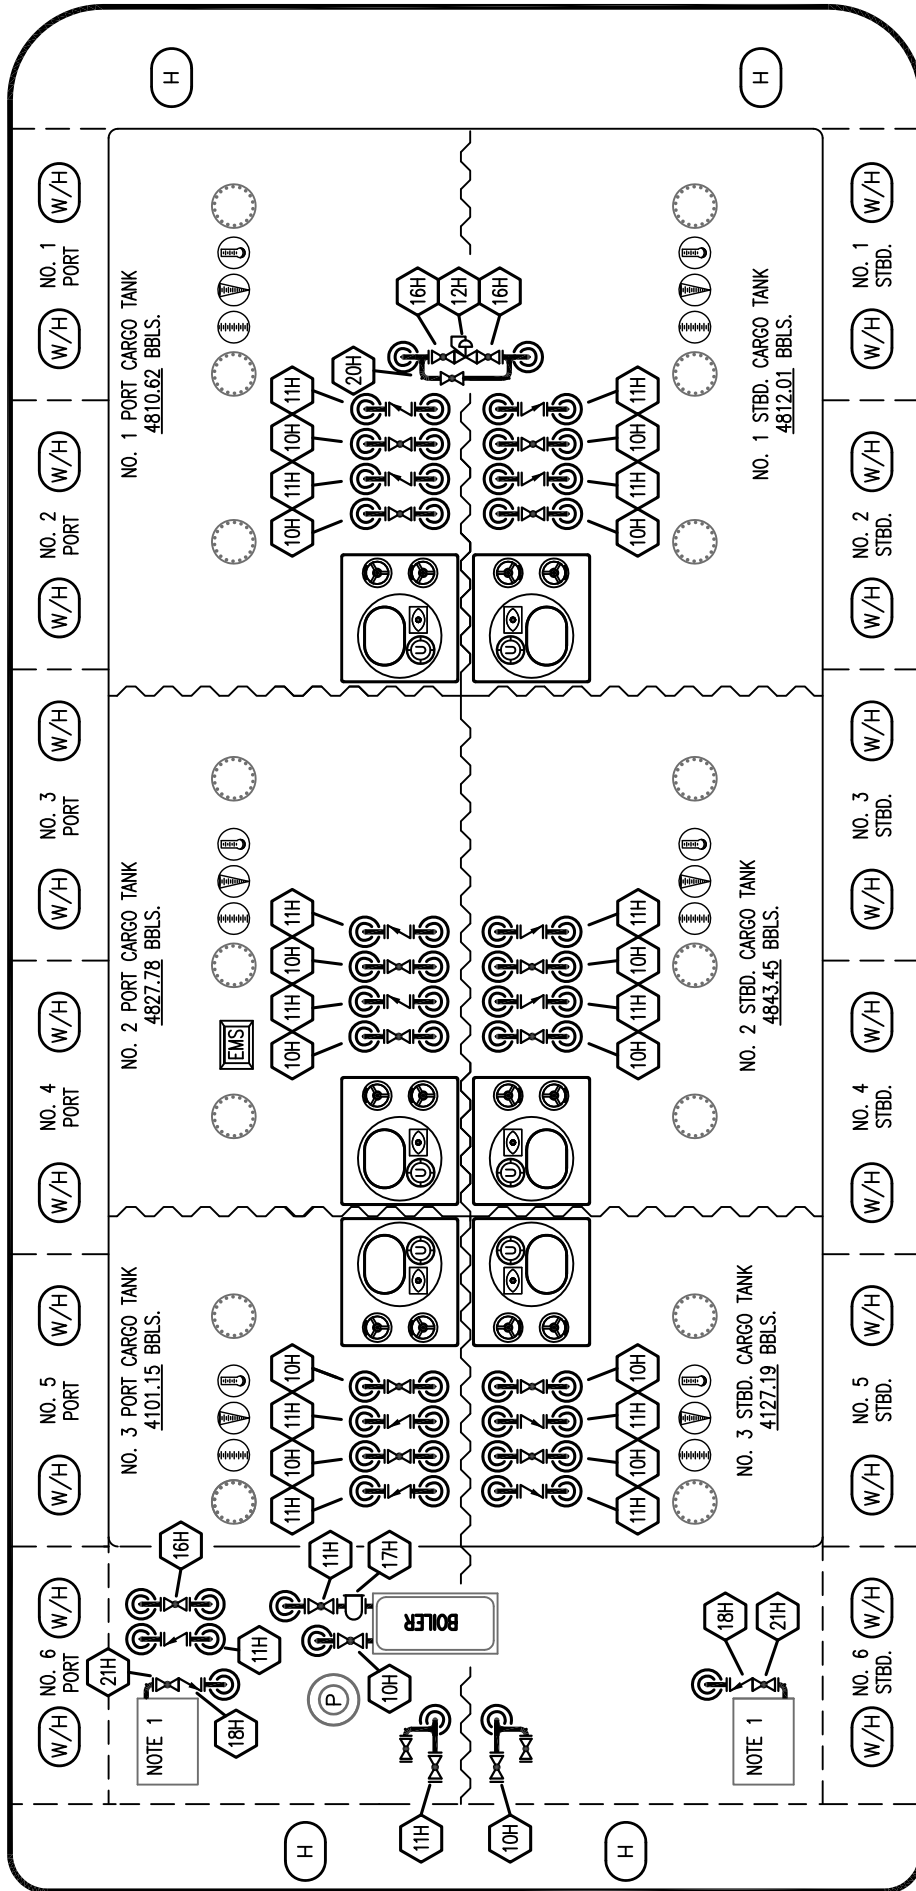 W/H
NO. 6
PORT
W/H
W/H
NO. 5
PORT
W/H
W/H
NO. 4
PORT
W/H
W/H
NO. 3
PORT
W/H
W/H
NO. 2
PORT
W/H
W/H
NO. 1
PORT
W/H
H
NO. 3 PORT CARGO TANK
4101.15 BBLS.
NO. 2 PORT CARGO TANK
4827.78 BBLS.
NO. 1 PORT CARGO TANK
4810.62 BBLS.
21H
16H
NOTE 1
18H
11H
EMS
11H
10H
11H
10H
10H
11H
10H
11H
10H
11H
10H
11H
H
P
11H
17H
10H
20H
U
U
U
BOILER
11H
16H
12H
16H
10H
U
U
U
11H
10H
11H
10H
10H
11H
10H
11H
10H
11H
10H
11H
H
18H
21H
NOTE 1
NO. 3 STBD. CARGO TANK
4127.19 BBLS.
NO. 2 STBD. CARGO TANK
4843.45 BBLS.
NO. 1 STBD. CARGO TANK
4812.01 BBLS.
H
W/H
NO. 6
STBD.
W/H
W/H
NO. 5
STBD.
W/H
W/H
NO. 4
STBD.
W/H
W/H
NO. 3
STBD.
W/H
W/H
NO. 2
STBD.
W/H
W/H
NO. 1
STBD.
W/H